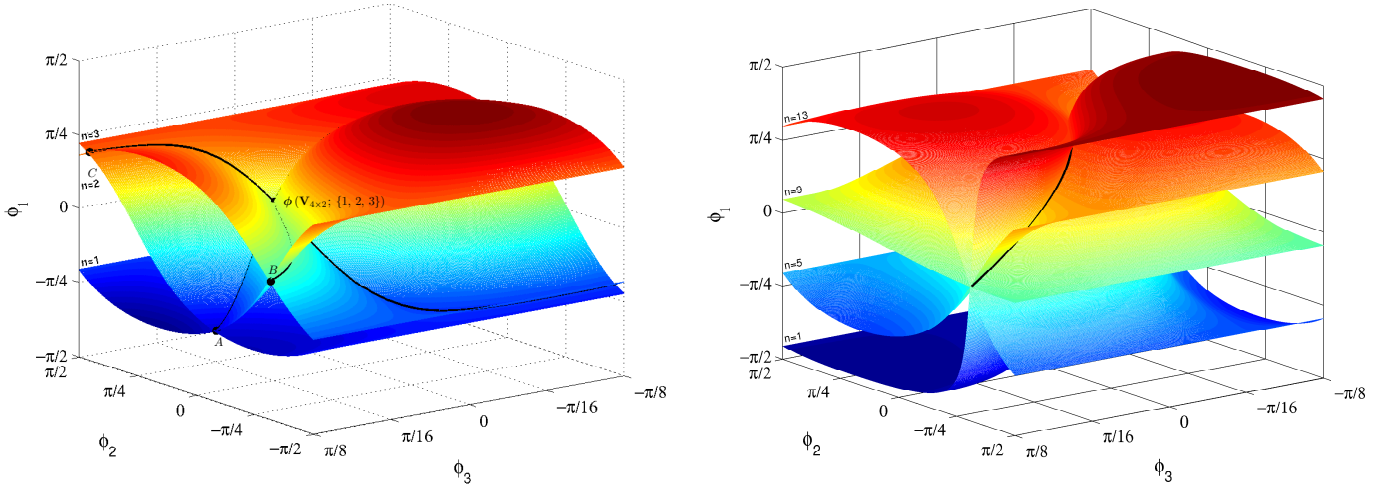 π/2
π/4
0
−π/4
−π/2
ϕ1
n=3
n=2
n=1
C
B
A
ϕ (V4×2; {1, 2, 3})
π/2
π/4
0
−π/4
−π/2
ϕ2
π/8
π/16
0
−π/16
−π/8
ϕ3
π/2
π/4
0
−π/4
−π/2
ϕ1
n=13
n=9
n=5
n=1
π/2
π/4
0
−π/4
π/2
ϕ2
π/8
π/16
0
−π/16
−π/8
ϕ3